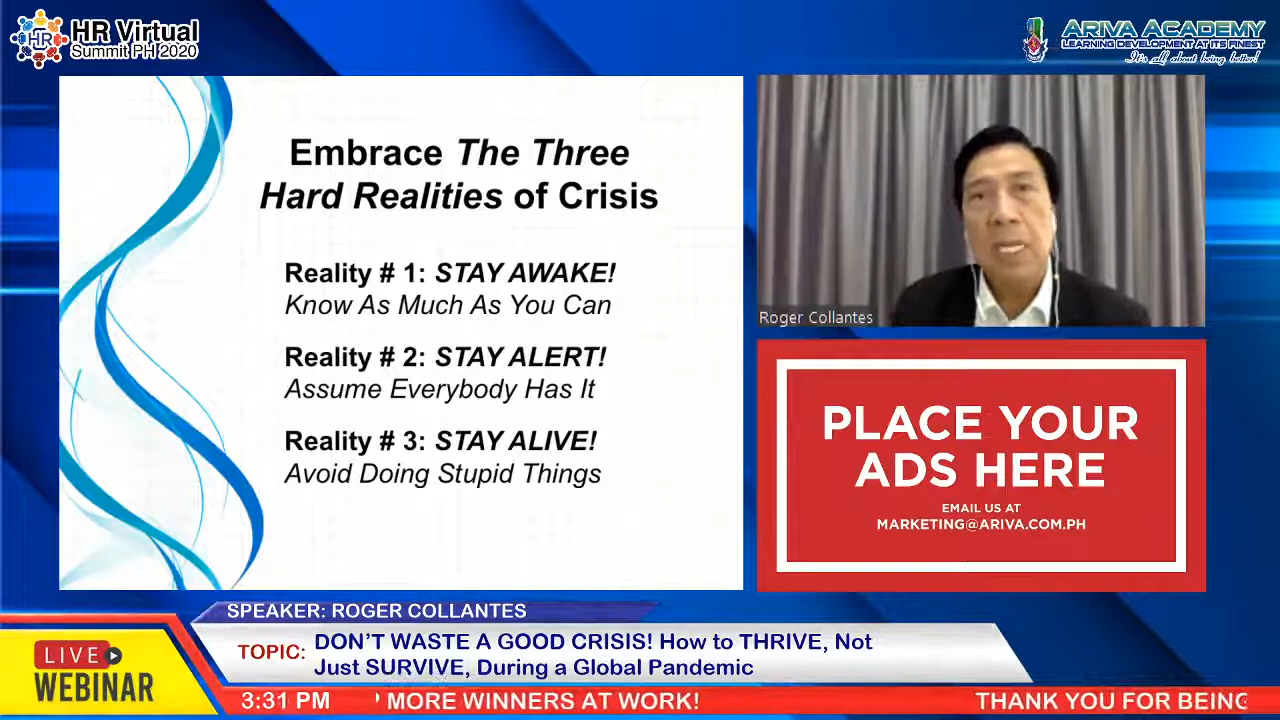 HR Virtual
Summit PH 2020
HR
ARIVA ACADEMY
LEARNING DEVELOPMENT AT ITS FINEST
It's all about being better!
Embrace The Three
Hard Realities of Crisis
Reality # 1: STAY AWAKE!
Know As Much As You Can
Reality # 2: STAY ALERT!
Assume Everybody Has It
Reality # 3: STAY ALIVE!
Avoid Doing Stupid Things
Roger Collantes
PLACE YOUR
ADS HERE
EMAIL US AT
MARKETING@ARIVA.COM.PH
SPEAKER: ROGER COLLANTES
TOPIC: DON'T WASTE A GOOD CRISIS! How to THRIVE, Not
Just SURVIVE, During a Global Pandemic
LIVE
WEBINAR
3:31 PM
MORE WINNERS AT WORK!
THANK YOU FOR BEING